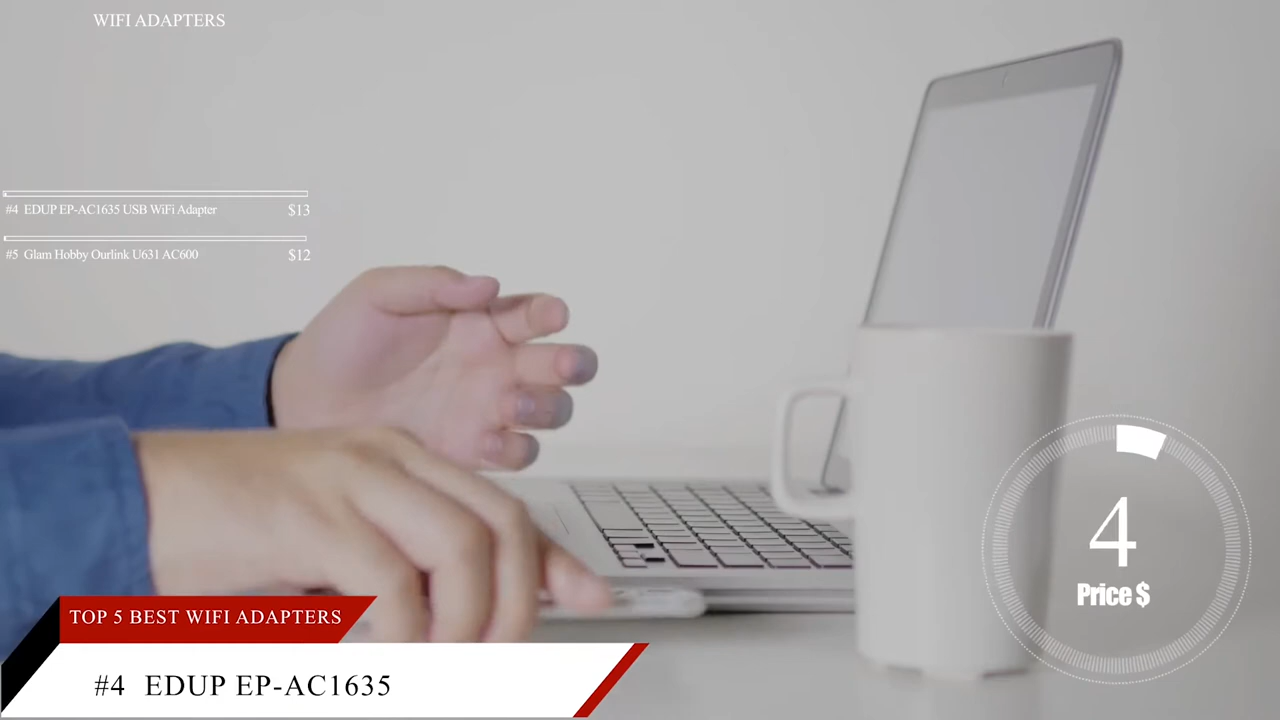 WIFI ADAPTERS
#4 EDUP EP-AC1635 USB WiFi Adapter $13
#5 Glam Hobby Ourlink U631 AC600 $12
4
Price $
TOP 5 BEST WIFI ADAPTERS
#4 EDUP EP-AC1635